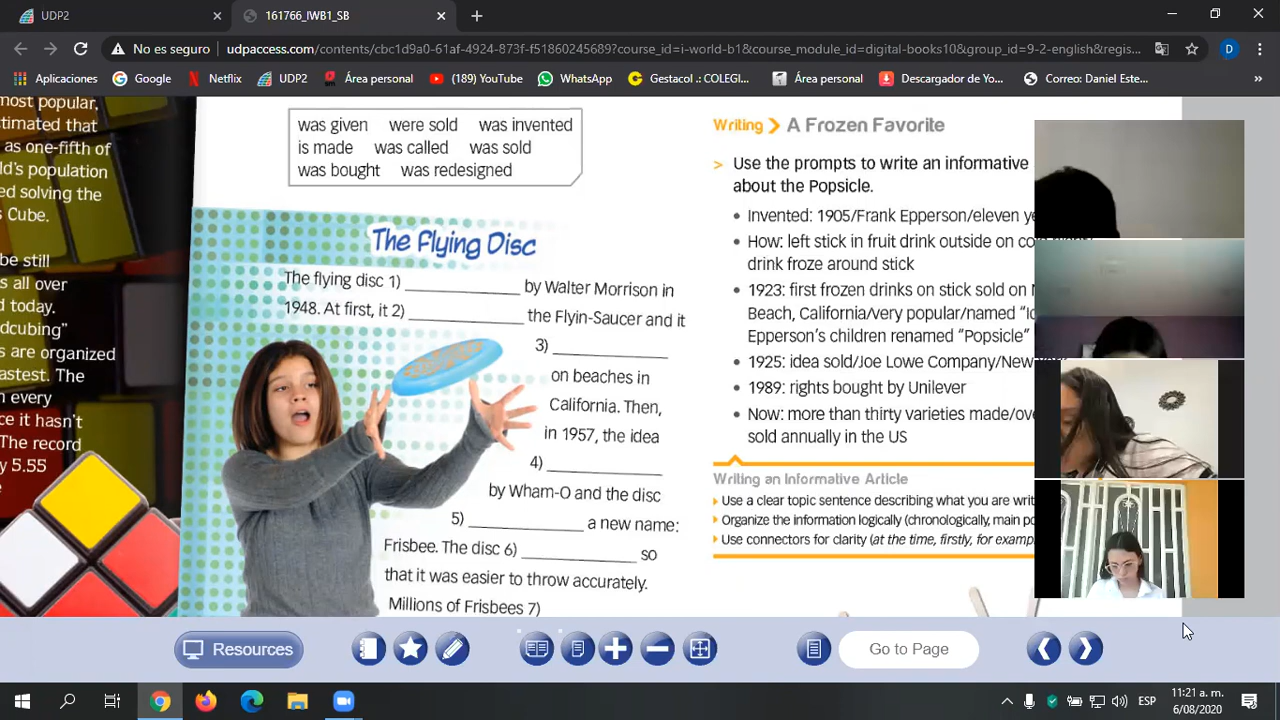 UDP2
161766_IWB1_SB
No es seguro
udpaccess.com/contents/cbc1d9a0-61af-4924-873f-f51860245689?course_id=i-world-b1&course_module_id=digital-books10&group_id=9-2-english&regis...
D
Aplicaciones
Google
Netflix
UDP2
Área personal
(189) YouTube
WhatsApp
Gestacol .: COLEGI...
Área personal
Descargador de Yo...
Correo: Daniel Este...
»
most popular,
stimated that
as one-fifth of
ld's population
ed solving the
s Cube.
be still
s all over
d today.
edcubing"
s are organized
astest. The
n every
ce it hasn't
The record
y 5.55
was given were sold was invented
is made was called was sold
was bought was redesigned
The Flying Disc
The flying disc 1) ____________ by Walter Morrison in
1948. At first, it 2) ____________ the Flyin-Saucer and it
3) ____________
on beaches in
California. Then,
in 1957, the idea
4) ____________
by Wham-O and the disc
5) ____________ a new name:
Frisbee. The disc 6) ____________ so
that it was easier to throw accurately.
Millions of Frisbees 7)
Writing > A Frozen Favorite
> Use the prompts to write an informative
about the Popsicle.
• Invented: 1905/Frank Epperson/eleven ye
• How: left stick in fruit drink outside on co
drink froze around stick
• 1923: first frozen drinks on stick sold on
Beach, California/very popular/named
Epperson's children renamed "Popsicle"
• 1925: idea sold/Joe Lowe Company/New York
• 1989: rights bought by Unilever
• Now: more than thirty varieties made/ov
sold annually in the US
Writing an Informative Article
Use a clear topic sentence describing what you are writ
Organize the information logically (chronologically, main po
Use connectors for clarity (at the time, firstly, for examp
Resources
Go to Page
ESP
11:21 a. m.
6/08/2020